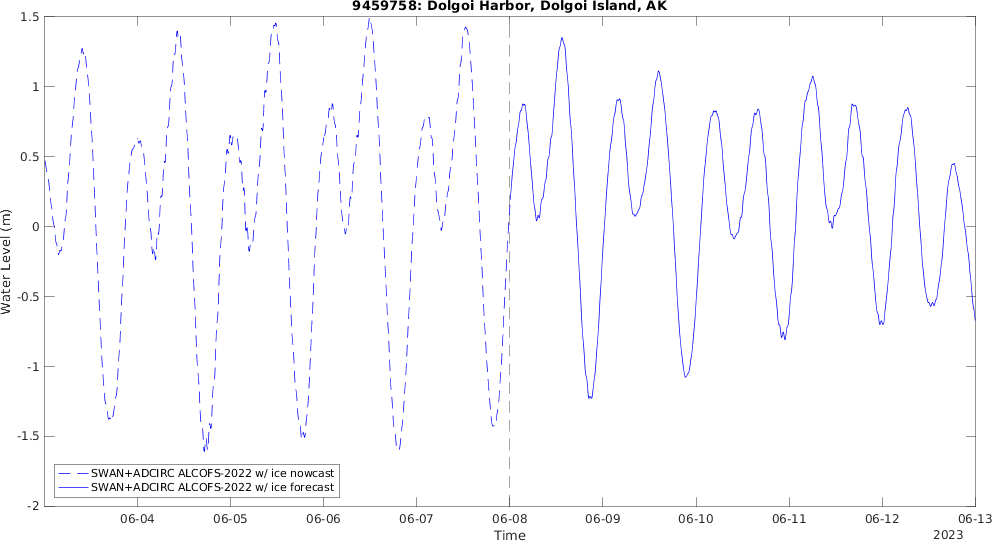 9459758: Dolgoi Harbor, Dolgoi Island, AK
1.5
1
0.5
0
-0.5
-1
-1.5
-2
Water Level (m)
SWAN+ADCIRC ALCOFS-2022 w/ ice nowcast
SWAN+ADCIRC ALCOFS-2022 w/ ice forecast
06-04 06-05 06-06 06-07 06-08 06-09 06-10 06-11 06-12 06-13
Time
2023